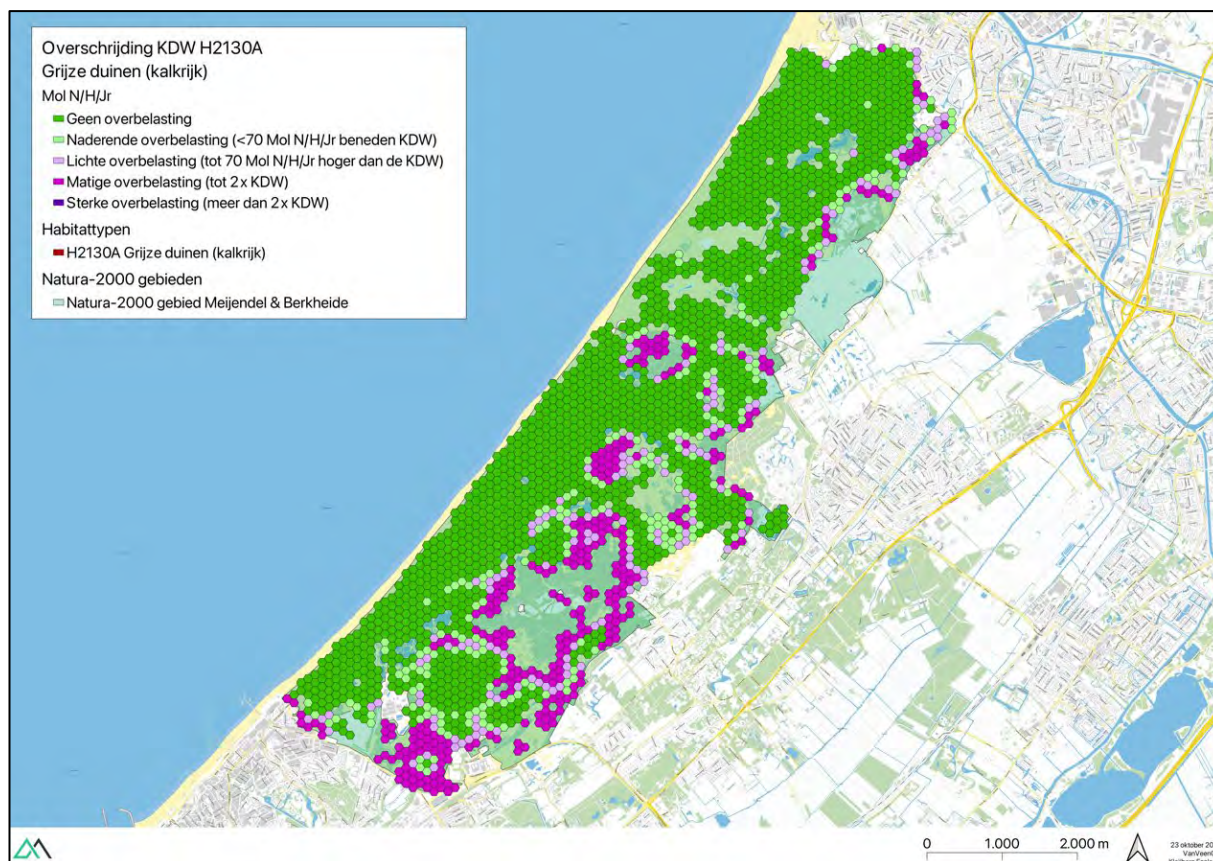 Overschrijding KDW H2130A
Grijze duinen (kalkrijk)
Mol N/H/Jr
Geen overbelasting
Naderende overbelasting (<70 Mol N/H/Jr beneden KDW)
Lichte overbelasting (tot 70 Mol N/H/Jr hoger dan de KDW)
Matige overbelasting (tot 2x KDW)
Sterke overbelasting (meer dan 2x KDW)
Habitattypen
H2130A Grijze duinen (kalkrijk)
Natura-2000 gebieden
Natura-2000 gebied Meijendel & Berkheide
0 1.000 2.000 m
23 oktober 20